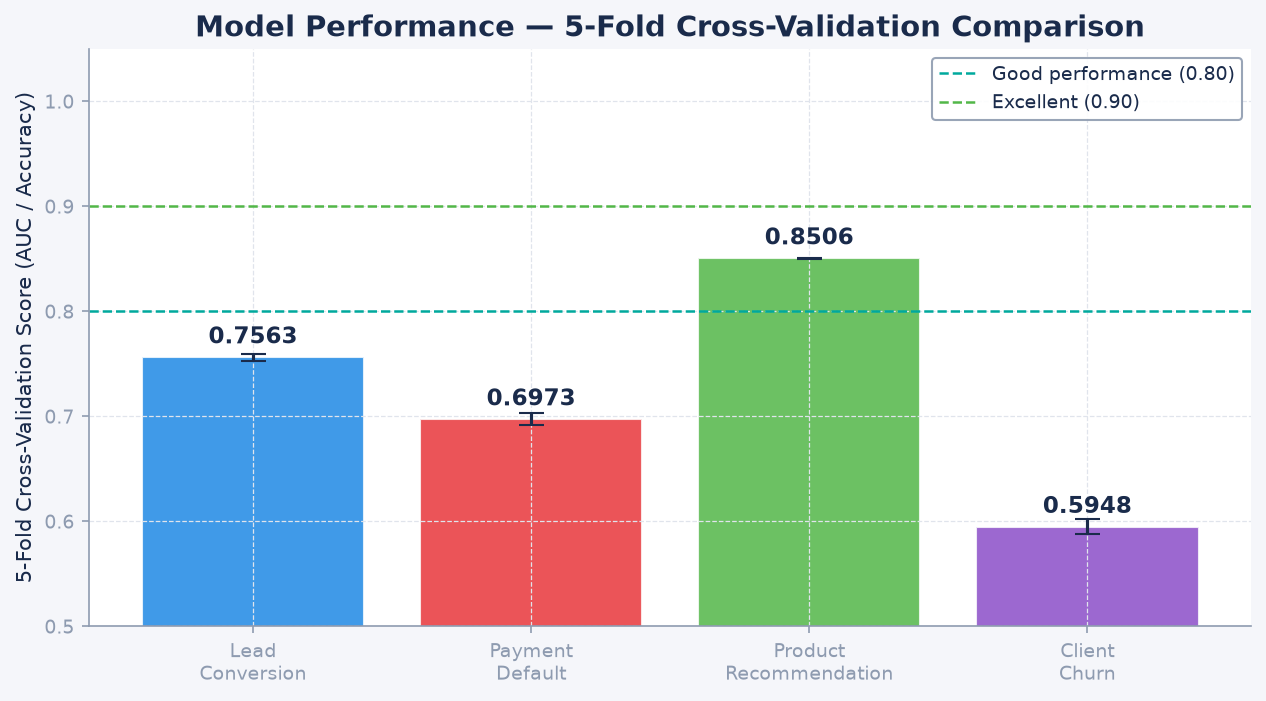 Model Performance — 5-Fold Cross-Validation Comparison
5-Fold Cross-Validation Score (AUC / Accuracy)
Good performance (0.80)
Excellent (0.90)
1.0
0.9
0.8
0.7
0.6
0.5
0.7563
0.6973
0.8506
0.5948
Lead
Conversion
Payment
Default
Product
Recommendation
Client
Churn